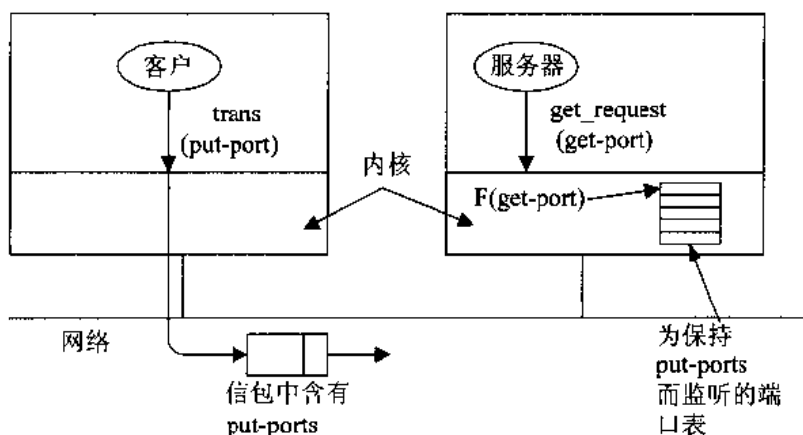 客户
trans
(put-port)
服务器
get_request
(get-port)
内核
F(get-port)
网络
信包中含有
put-ports
为保持
put-ports
而监听的端
口表